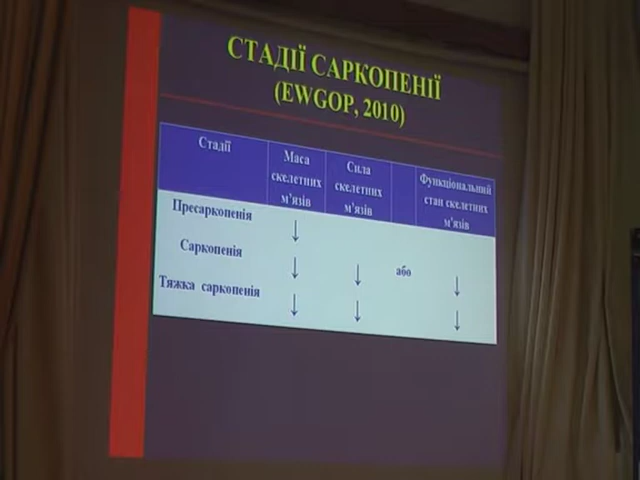 СТАДІЇ САРКОПЕНІЇ
(EWGOP, 2010)
Стадії
Маса
скелетних
м'язів
Сила
скелетних
м'язів
Функціональний
стан скелетних
м'язів
Пресаркопенія
↓
Саркопенія
↓ ↓ або ↓
Тяжка саркопенія
↓ ↓ ↓